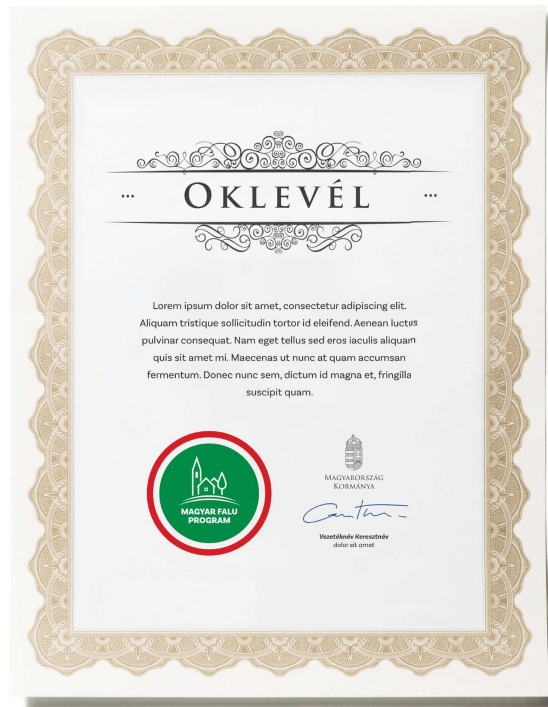 ... OKLEVÉL ...
Lorem ipsum dolor sit amet, consectetur adipiscing elit.
Aliquam tristique sollicitudin tortor id eleifend. Aenean luctus
pulvinar consequat. Nam eget tellus sed eros iaculis aliquam
quis sit amet mi. Maecenas ut nunc at quam accumsan
fermentum. Donec nunc sem, dictum id magna et, fringilla
suscipit quam.
MAGYAR FALU
PROGRAM
MAGYARORSZÁG
KORMÁNYA
Vezetéknév Keresztnév
dolor sit amet